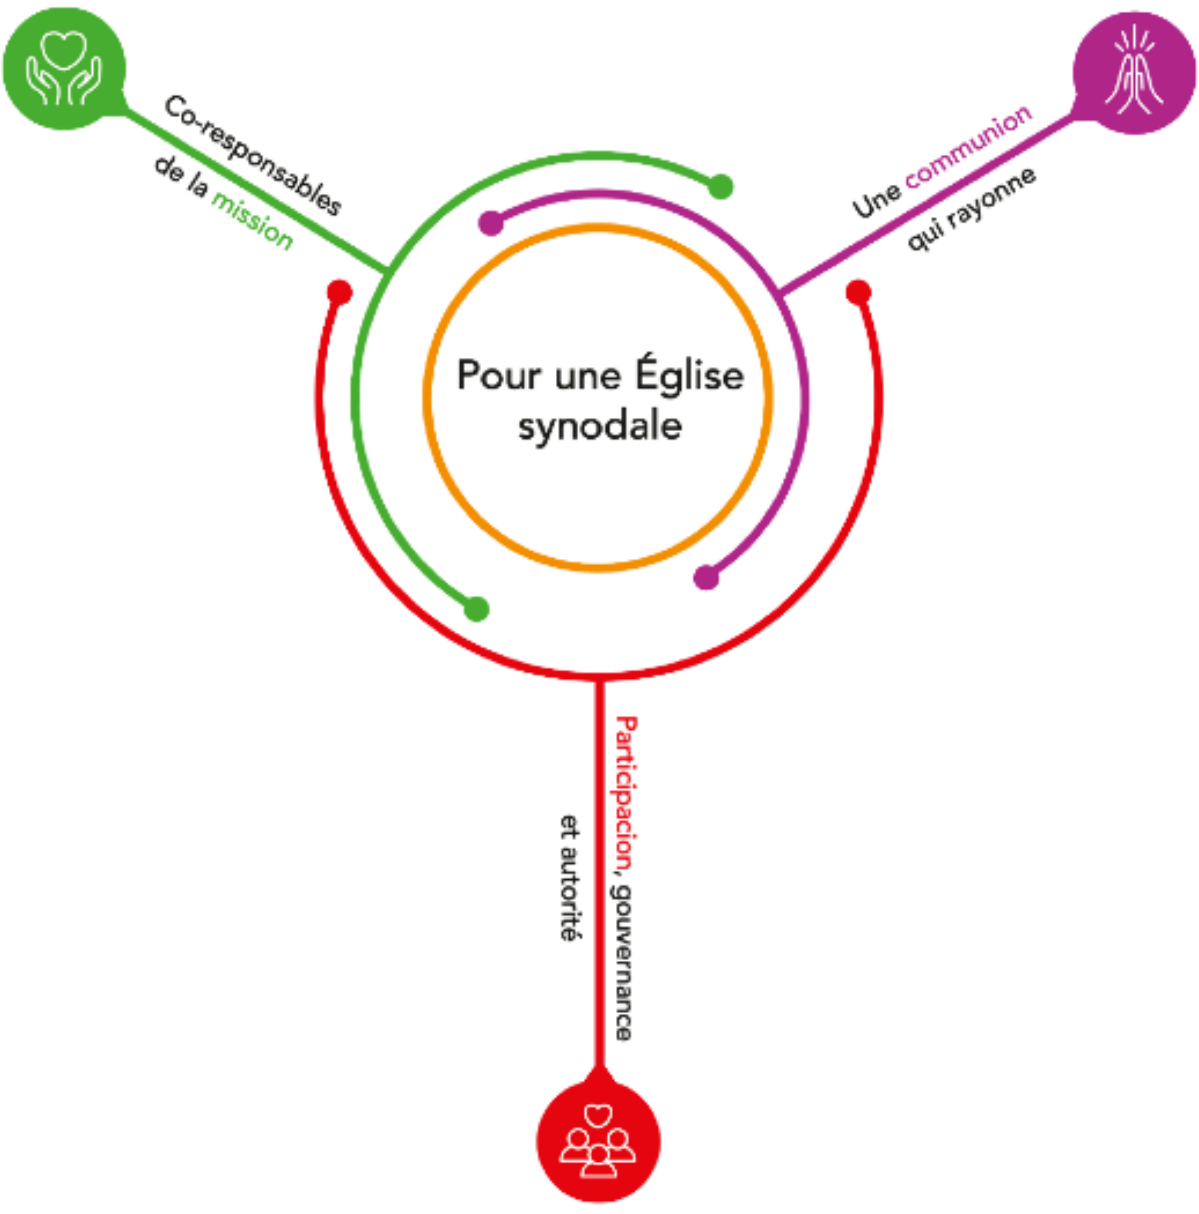 Co-responsables
de la mission
Une communion
qui rayonne
Pour une Église
synodale
Participacion, gouvernance
et autorité